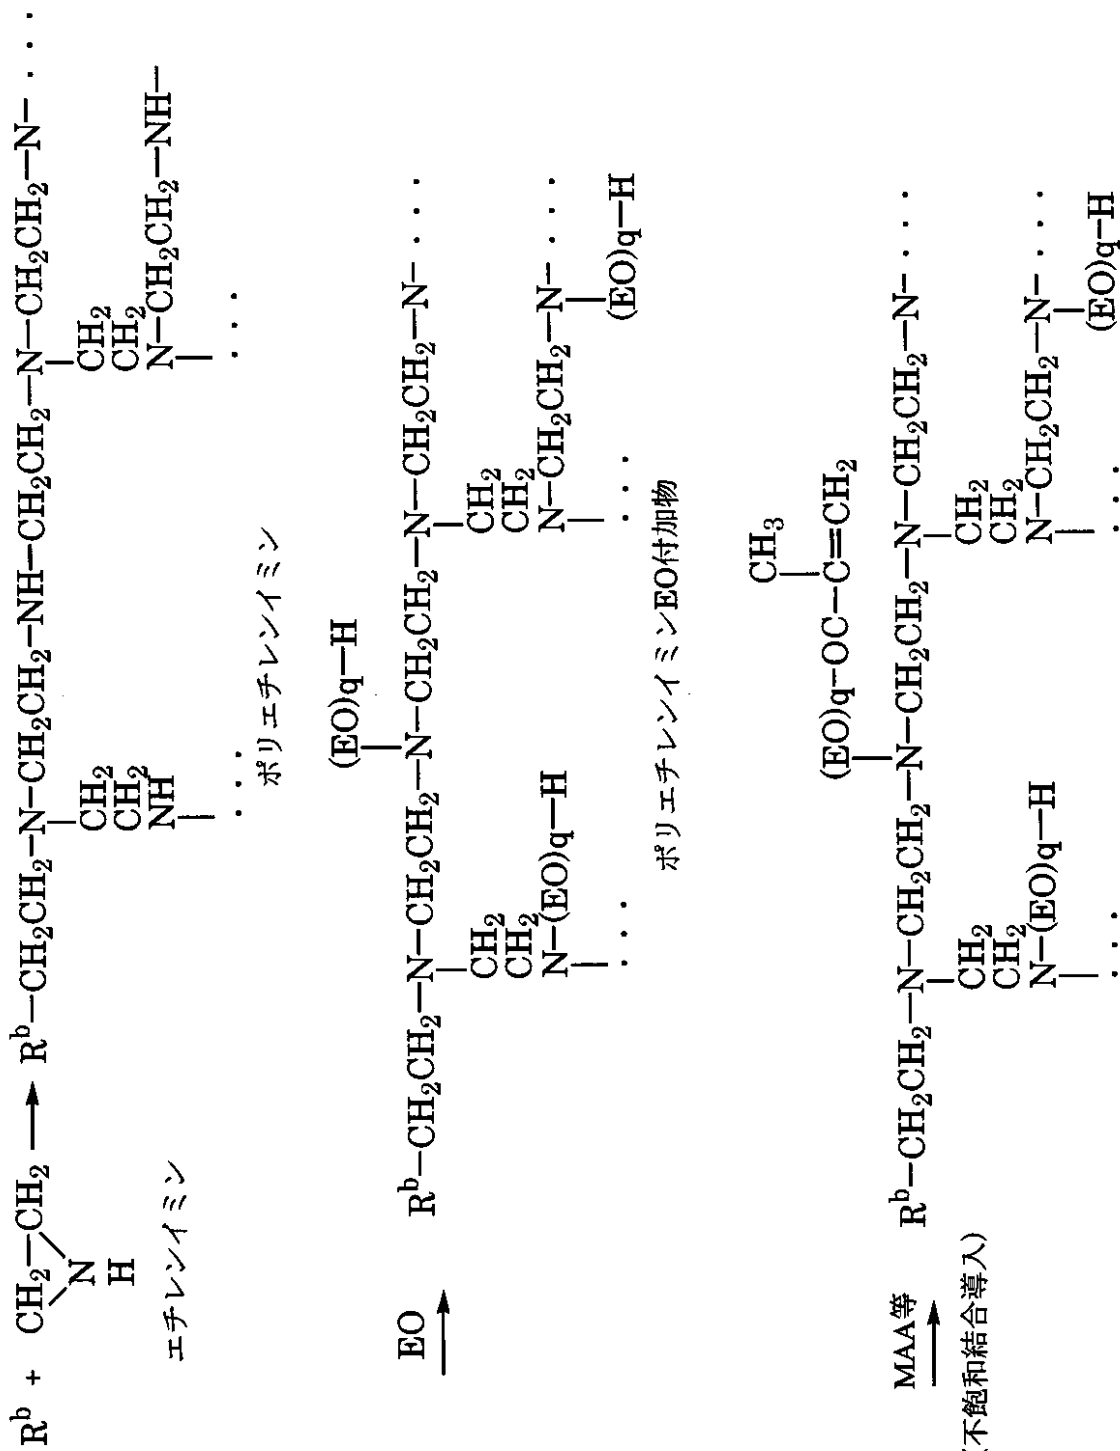 R^b + CH2—CH2 → R^b—CH2CH2—N—CH2CH2—NH—CH2CH2—N—CH2CH2—N— ···
N
H
CH2 CH2
CH2 CH2
NH N—CH2CH2—NH—
··· ···
エチレンイミン
ポリエチレンイミン
(EO)q—H
EO → R^b—CH2CH2—N—CH2CH2—N—CH2CH2—N—CH2CH2—N— ···
CH2 CH2
CH2 CH2
N—(EO)q—H N—CH2CH2—N— ···
··· ··· (EO)q—H
ポリエチレンイミンEO付加物
CH3
(EO)q—OC—C=CH2
MAA等 → R^b—CH2CH2—N—CH2CH2—N—CH2CH2—N—CH2CH2—N— ···
(不飽和結合導入)
CH2 CH2
CH2 CH2
N—(EO)q—H N—CH2CH2—N— ···
··· ··· (EO)q—H